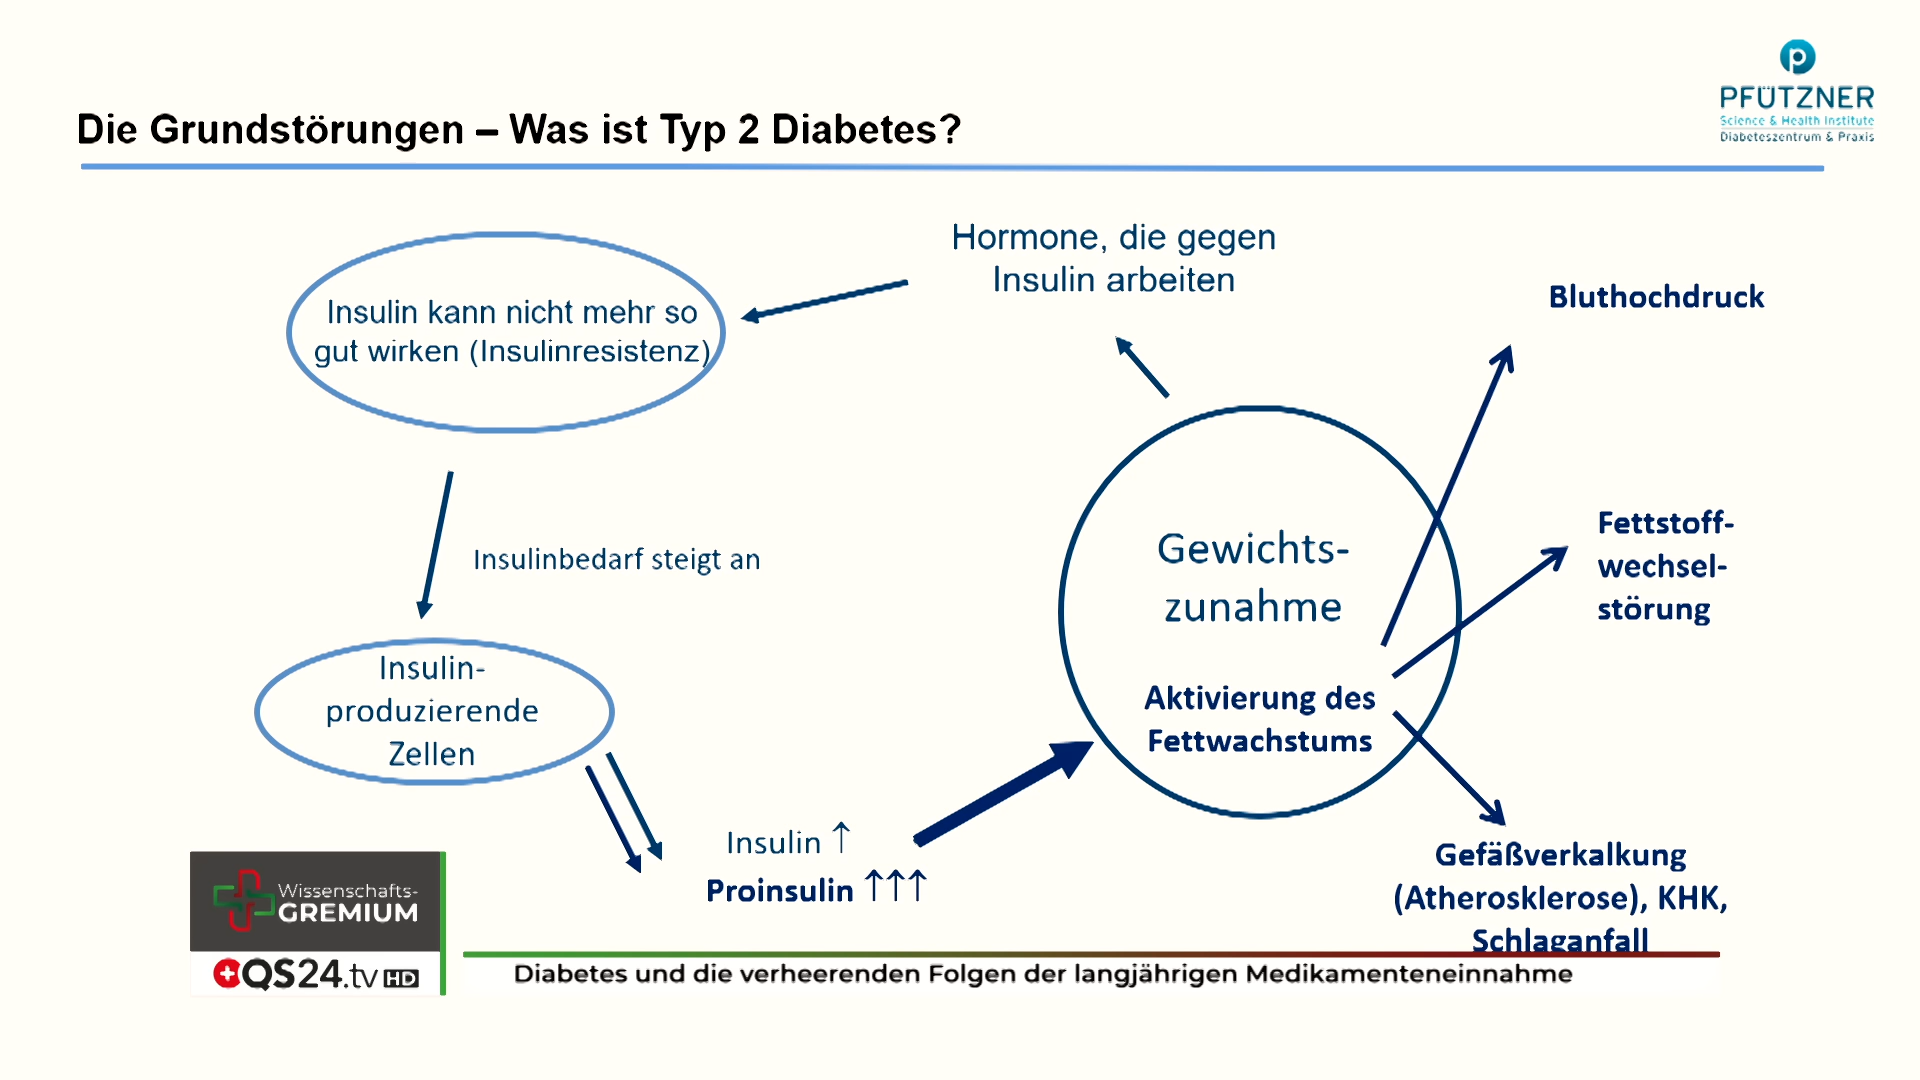 Die Grundstörungen – Was ist Typ 2 Diabetes?
p
PFÜTZNER
Science & Health Institute
Diabeteszentrum & Praxis
Hormone, die gegen
Insulin arbeiten
Insulin kann nicht mehr so
gut wirken (Insulinresistenz)
Bluthochdruck
Insulinbedarf steigt an
Gewichts-
zunahme
Fettstoff-
wechsel-
störung
Insulin-
produzierende
Zellen
Aktivierung des
Fettwachstums
Insulin ↑
Proinsulin ↑↑↑
Gefäßverkalkung
(Atherosklerose), KHK,
Schlaganfall
Wissenschafts-
GREMIUM
QS24.tv HD
Diabetes und die verheerenden Folgen der langjährigen Medikamenteneinnahme